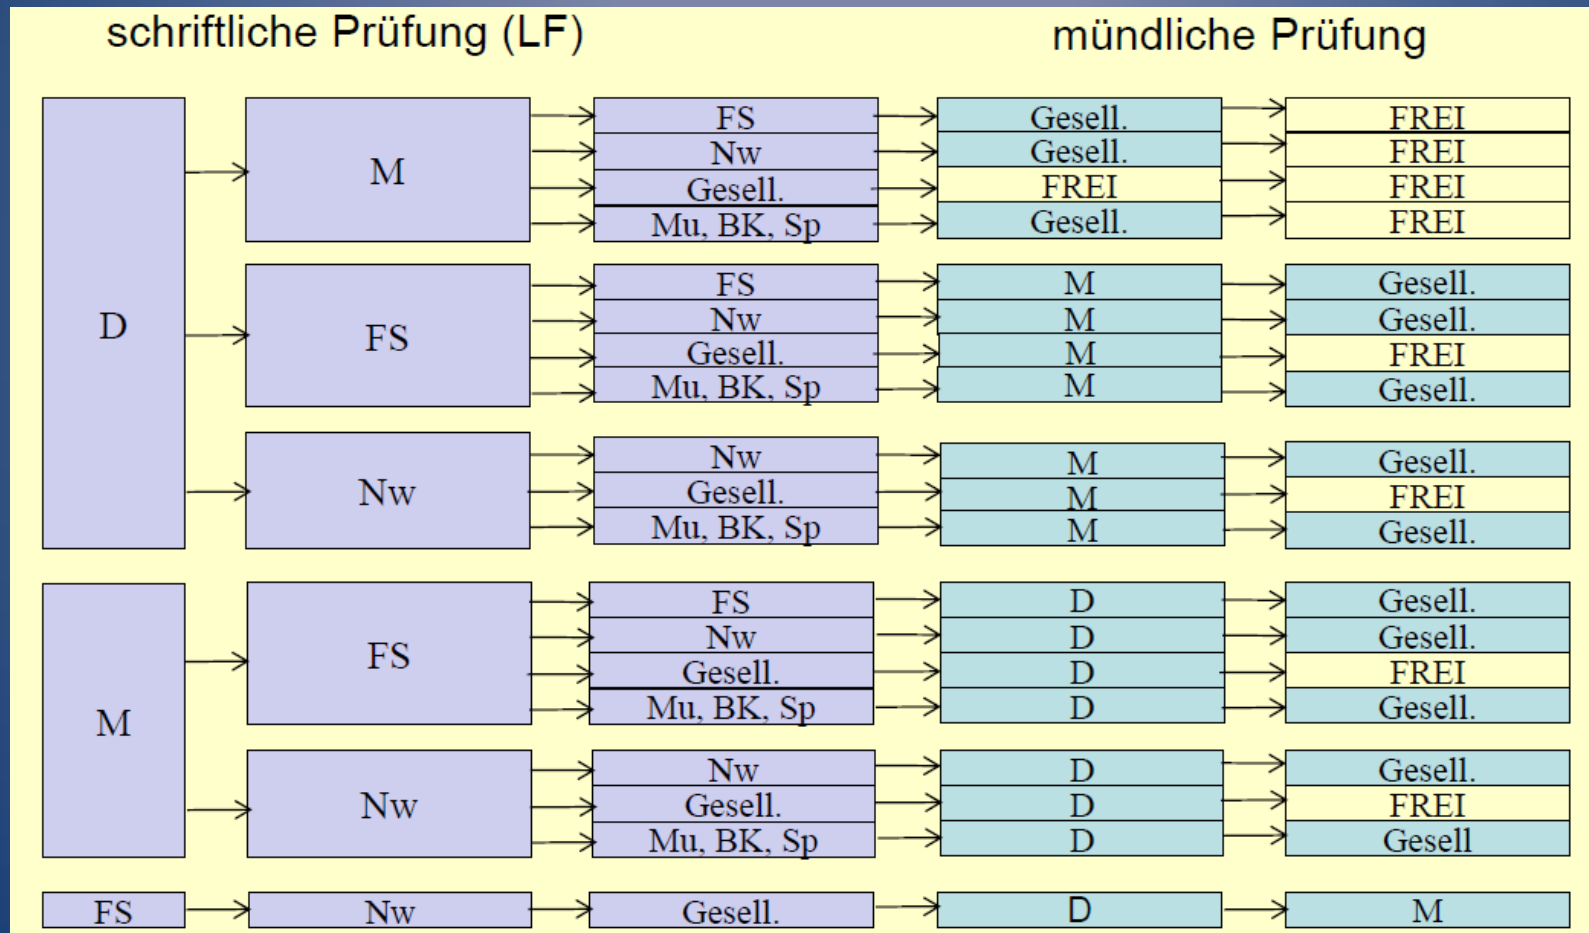 schriftliche Prüfung (LF) mündliche Prüfung
D M FS Gesell. FREI
Nw Gesell. FREI
Gesell. FREI FREI
Mu, BK, Sp Gesell. FREI
FS FS M Gesell.
Nw M Gesell.
Gesell. M FREI
Mu, BK, Sp M Gesell.
Nw Nw M Gesell.
Gesell. M FREI
Mu, BK, Sp M Gesell.
M FS FS D Gesell.
Nw D Gesell.
Gesell. D FREI
Mu, BK, Sp D Gesell.
Nw Nw D Gesell.
Gesell. D FREI
Mu, BK, Sp D Gesell
FS Nw Gesell. D M